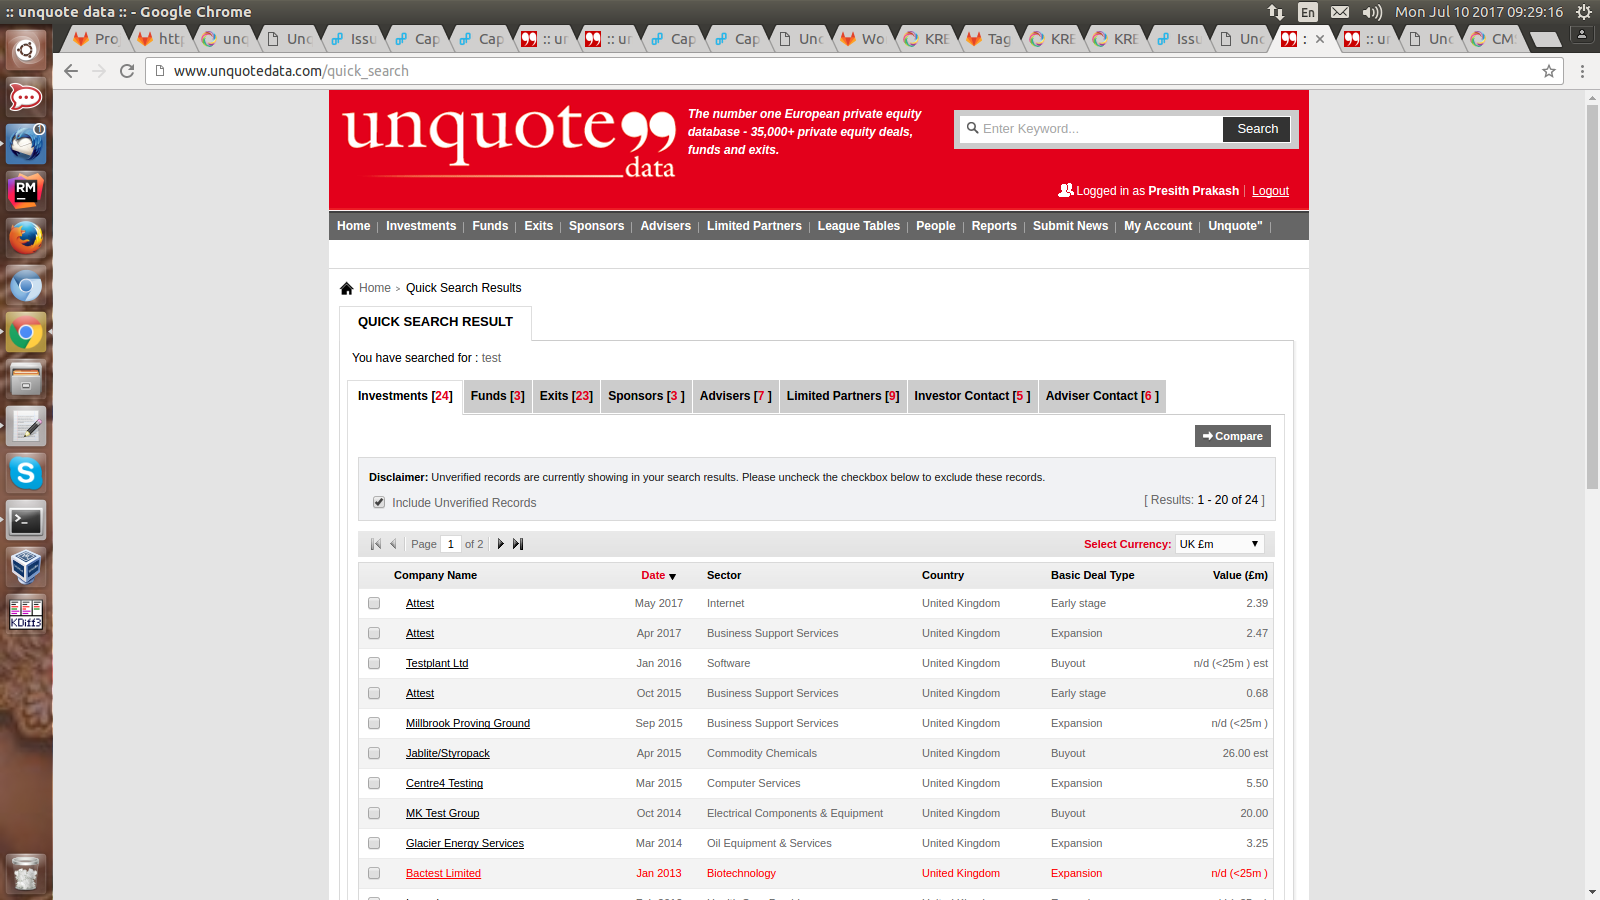 :: unquote data :: - Google Chrome
En
Mon Jul 10 2017 09:29:16
Pro
http
unq
Unc
Issu
Cap
Cap
:: ur
:: ur
Cap
Cap
Unc
Wo
KRE
Tag
KRE
KRE
Issu
Unc
:
:: ur
Unc
CMS
www.unquotedata.com/quick_search
unquote
data
The number one European private equity
database - 35,000+ private equity deals,
funds and exits.
Enter Keyword...
Search
Logged in as Presith Prakash | Logout
Home | Investments | Funds | Exits | Sponsors | Advisers | Limited Partners | League Tables | People | Reports | Submit News | My Account | Unquote" |
Home > Quick Search Results
QUICK SEARCH RESULT
You have searched for : test
Investments [24] Funds [3] Exits [23] Sponsors [3 ] Advisers [7 ] Limited Partners [9] Investor Contact [5 ] Adviser Contact [6 ]
Compare
Disclaimer: Unverified records are currently showing in your search results. Please uncheck the checkbox below to exclude these records.
Include Unverified Records
[ Results: 1 - 20 of 24 ]
Page 1 of 2
Select Currency: UK £m
Company Name Date Sector Country Basic Deal Type Value (£m)
Attest May 2017 Internet United Kingdom Early stage 2.39
Attest Apr 2017 Business Support Services United Kingdom Expansion 2.47
Testplant Ltd Jan 2016 Software United Kingdom Buyout n/d (<25m ) est
Attest Oct 2015 Business Support Services United Kingdom Early stage 0.68
Millbrook Proving Ground Sep 2015 Business Support Services United Kingdom Expansion n/d (<25m )
Jablite/Styropack Apr 2015 Commodity Chemicals United Kingdom Buyout 26.00 est
Centre4 Testing Mar 2015 Computer Services United Kingdom Expansion 5.50
MK Test Group Oct 2014 Electrical Components & Equipment United Kingdom Buyout 20.00
Glacier Energy Services Mar 2014 Oil Equipment & Services United Kingdom Expansion 3.25
Bactest Limited Jan 2013 Biotechnology United Kingdom Expansion n/d (<25m )
1
RM
S
>_
KDiff3